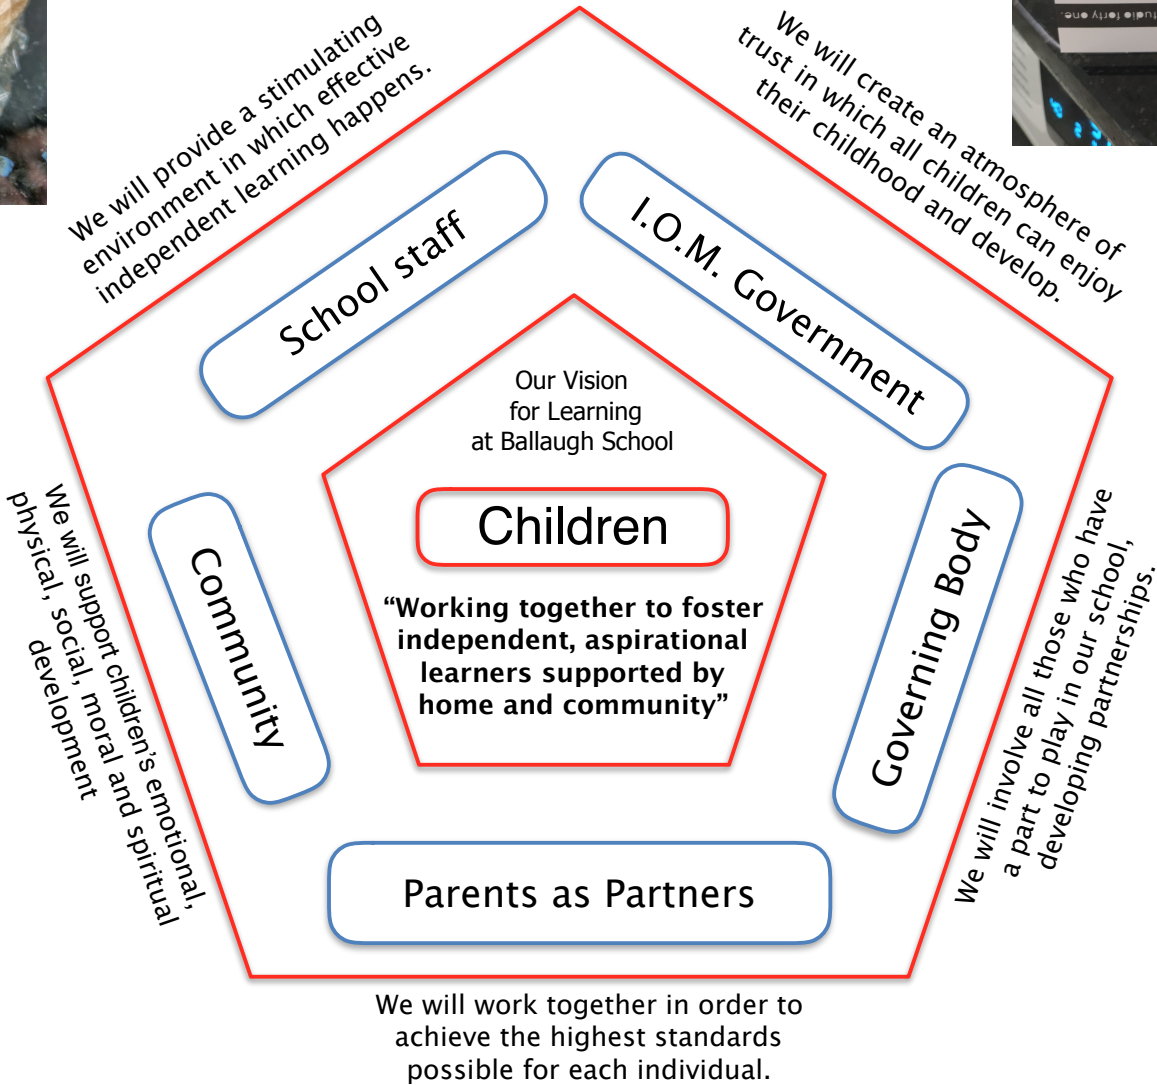 We will provide a stimulating
environment in which effective
independent learning happens.
We will create an atmosphere of
trust in which all children can enjoy
their childhood and develop.
School staff
I.O.M. Government
Our Vision
for Learning
at Ballaugh School
Children
“Working together to foster
independent, aspirational
learners supported by
home and community”
Community
Governing Body
We will support children’s emotional,
physical, social, moral and spiritual
development
We will involve all those who have
a part to play in our school,
developing partnerships.
Parents as Partners
We will work together in order to
achieve the highest standards
possible for each individual.
forty one.